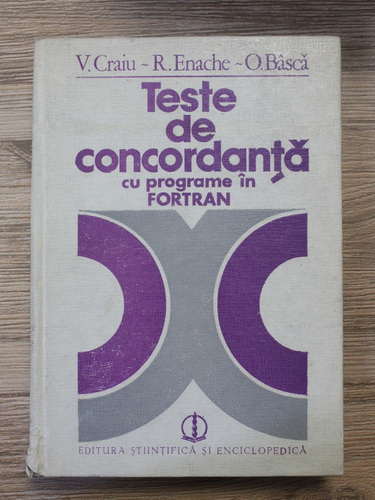 V. Craiu ~ R. Enache ~ O. Bâscă
Teste
de
concordanță
cu programe în
FORTRAN
EDITURA ȘTIINȚIFICĂ ȘI ENCICLOPEDICĂ